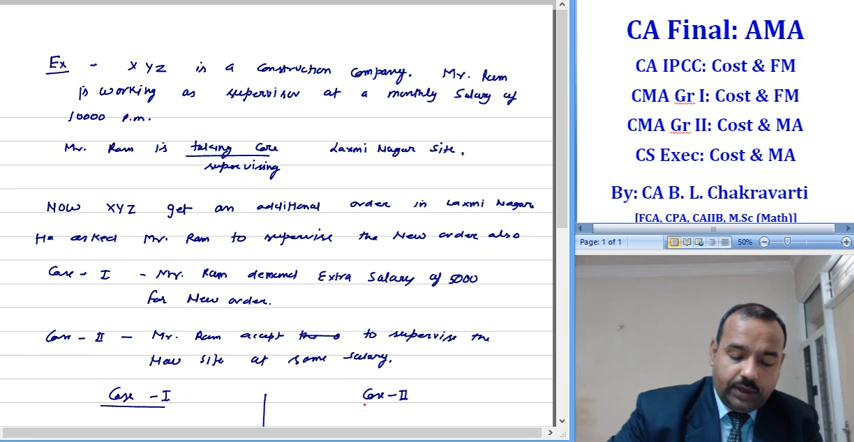 Ex - XYZ is a construction company. Mr. Ram
is working as supervisor at a monthly salary of
10000 p.m.
Mr. Ram is taking care Laxmi Nagar site.
supervising
NOW XYZ get an additional order in Laxmi Nagar
He asked Mr. Ram to supervise the New order also
Case - I - Mr. Ram demand Extra salary of 5000
for New order.
Case - II - Mr. Ram accept to supervise the
New site at same salary.
Case - I
Case - II
CA Final: AMA
CA IPCC: Cost & FM
CMA Gr I: Cost & FM
CMA Gr II: Cost & MA
CS Exec: Cost & MA
By: CA B. L. Chakravarti
[FCA, CPA, CAIIB, M.Sc (Math)]
Page: 1 of 1
50%